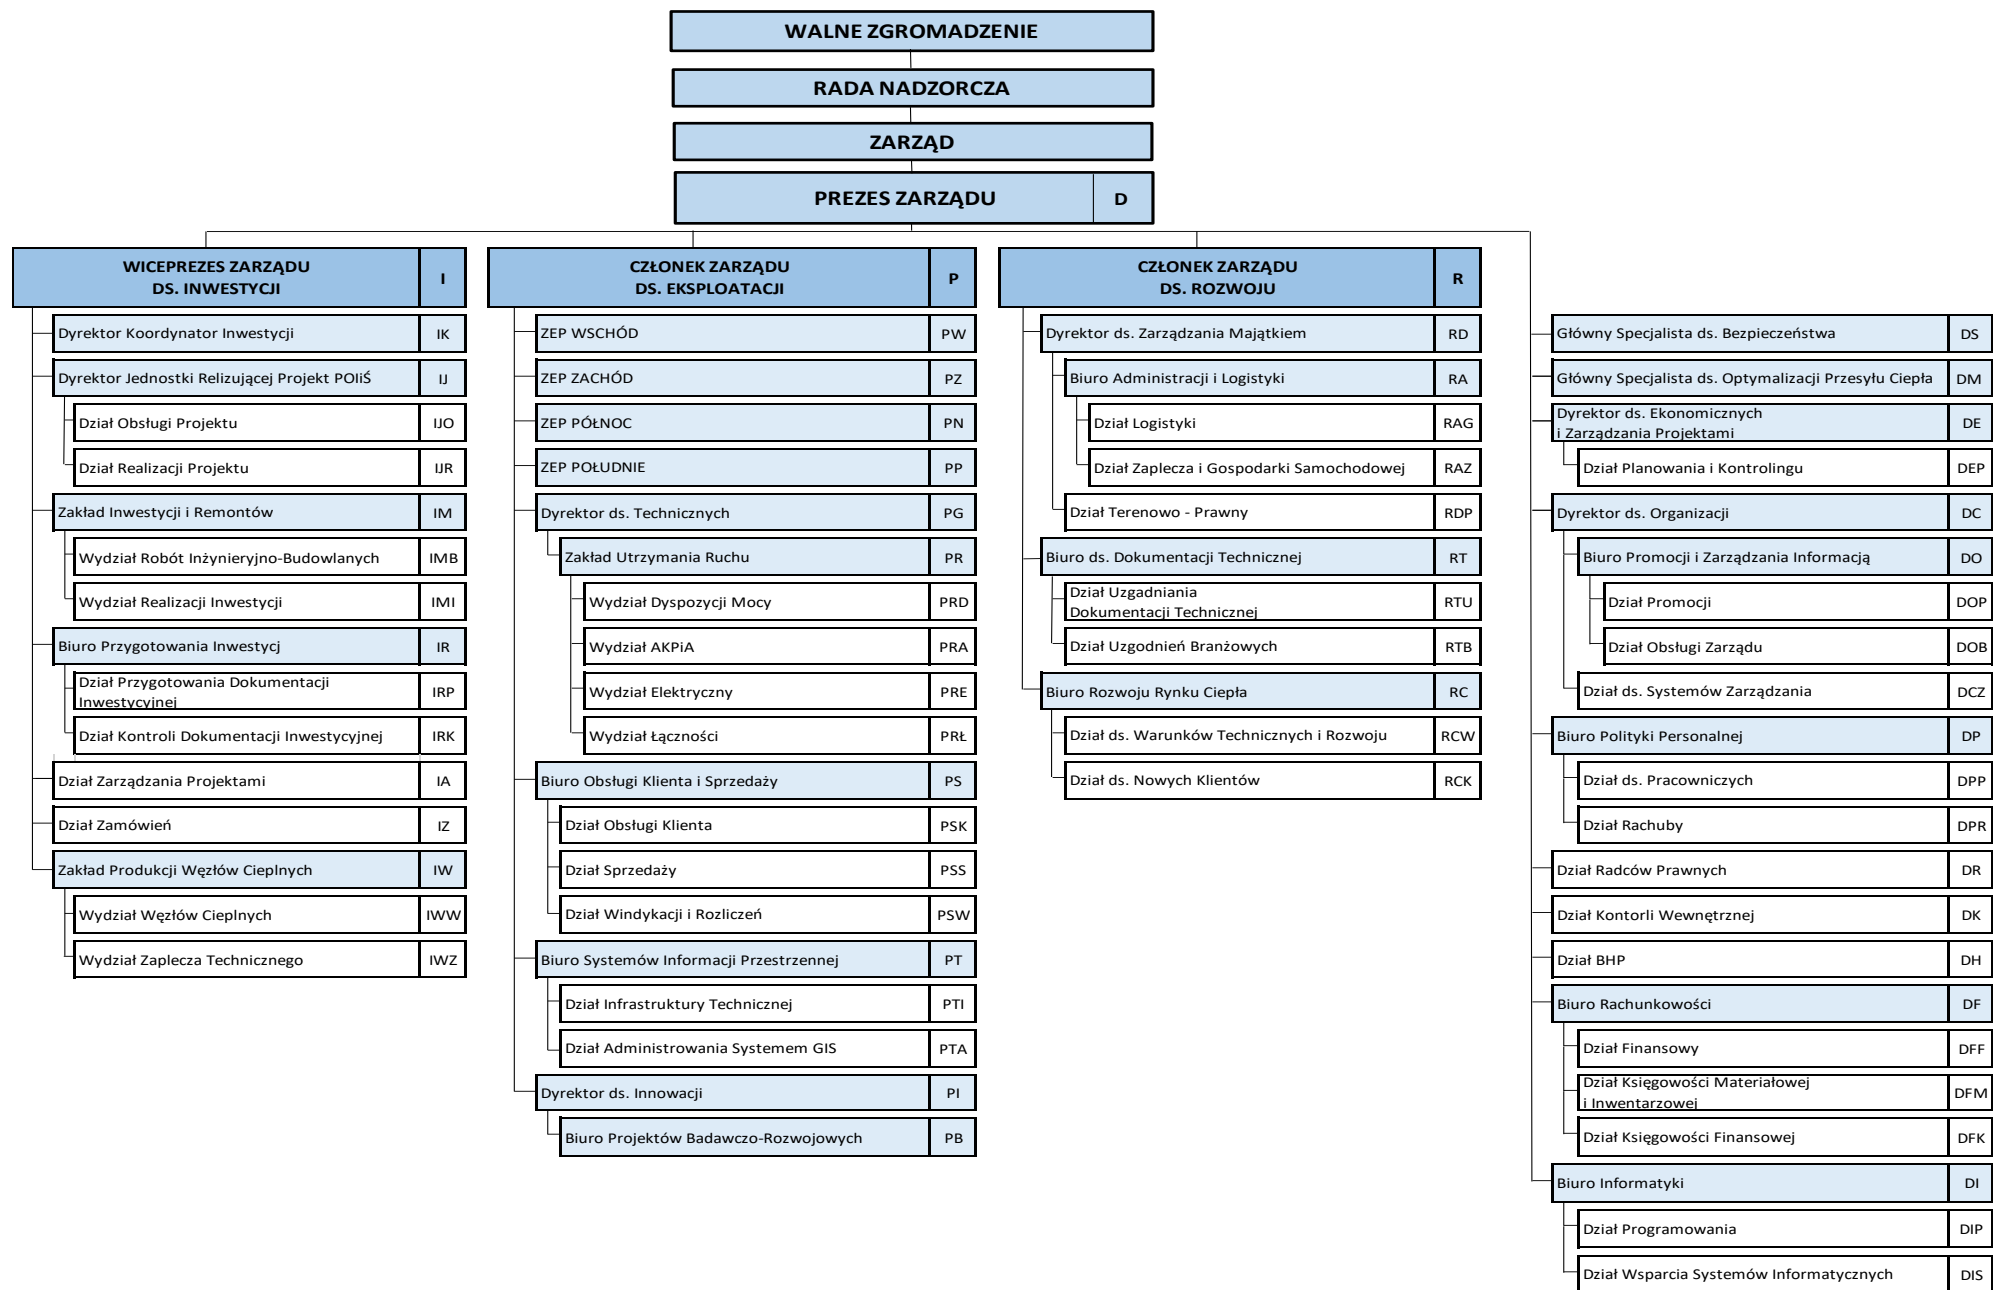 WALNE ZGROMADZENIE
RADA NADZORCZA
ZARZĄD
PREZES ZARZĄDU D
WICEPREZES ZARZĄDU
DS. INWESTYCJI
I
Dyrektor Koordynator Inwestycji IK
Dyrektor Jednostki Relizującej Projekt POIiŚ IJ
Dział Obsługi Projektu IJO
Dział Realizacji Projektu IJR
Zakład Inwestycji i Remontów IM
Wydział Robót Inżynieryjno-Budowlanych IMB
Wydział Realizacji Inwestycji IMI
Biuro Przygotowania Inwestycj IR
Dział Przygotowania Dokumentacji
Inwestycyjnej
IRP
Dział Kontroli Dokumentacji Inwestycyjnej IRK
Dział Zarządzania Projektami IA
Dział Zamówień IZ
Zakład Produkcji Węzłów Cieplnych IW
Wydział Węzłów Cieplnych IWW
Wydział Zaplecza Technicznego IWZ
CZŁONEK ZARZĄDU
DS. EKSPLOATACJI
P
ZEP WSCHÓD PW
ZEP ZACHÓD PZ
ZEP PÓŁNOC PN
ZEP POŁUDNIE PP
Dyrektor ds. Technicznych PG
Zakład Utrzymania Ruchu PR
Wydział Dyspozycji Mocy PRD
Wydział AKPiA PRA
Wydział Elektryczny PRE
Wydział Łączności PRŁ
Biuro Obsługi Klienta i Sprzedaży PS
Dział Obsługi Klienta PSK
Dział Sprzedaży PSS
Dział Windykacji i Rozliczeń PSW
Biuro Systemów Informacji Przestrzennej PT
Dział Infrastruktury Technicznej PTI
Dział Administrowania Systemem GIS PTA
Dyrektor ds. Innowacji PI
Biuro Projektów Badawczo-Rozwojowych PB
CZŁONEK ZARZĄDU
DS. ROZWOJU
R
Dyrektor ds. Zarządzania Majątkiem RD
Biuro Administracji i Logistyki RA
Dział Logistyki RAG
Dział Zaplecza i Gospodarki Samochodowej RAZ
Dział Terenowo - Prawny RDP
Biuro ds. Dokumentacji Technicznej RT
Dział Uzgadniania
Dokumentacji Technicznej
RTU
Dział Uzgodnień Branżowych RTB
Biuro Rozwoju Rynku Ciepła RC
Dział ds. Warunków Technicznych i Rozwoju RCW
Dział ds. Nowych Klientów RCK
Główny Specjalista ds. Bezpieczeństwa DS
Główny Specjalista ds. Optymalizacji Przesyłu Ciepła DM
Dyrektor ds. Ekonomicznych
i Zarządzania Projektami
DE
Dział Planowania i Kontrolingu DEP
Dyrektor ds. Organizacji DC
Biuro Promocji i Zarządzania Informacją DO
Dział Promocji DOP
Dział Obsługi Zarządu DOB
Dział ds. Systemów Zarządzania DCZ
Biuro Polityki Personalnej DP
Dział ds. Pracowniczych DPP
Dział Rachuby DPR
Dział Radców Prawnych DR
Dział Kontorli Wewnętrznej DK
Dział BHP DH
Biuro Rachunkowości DF
Dział Finansowy DFF
Dział Księgowości Materiałowej
i Inwentarzowej
DFM
Dział Księgowości Finansowej DFK
Biuro Informatyki DI
Dział Programowania DIP
Dział Wsparcia Systemów Informatycznych DIS